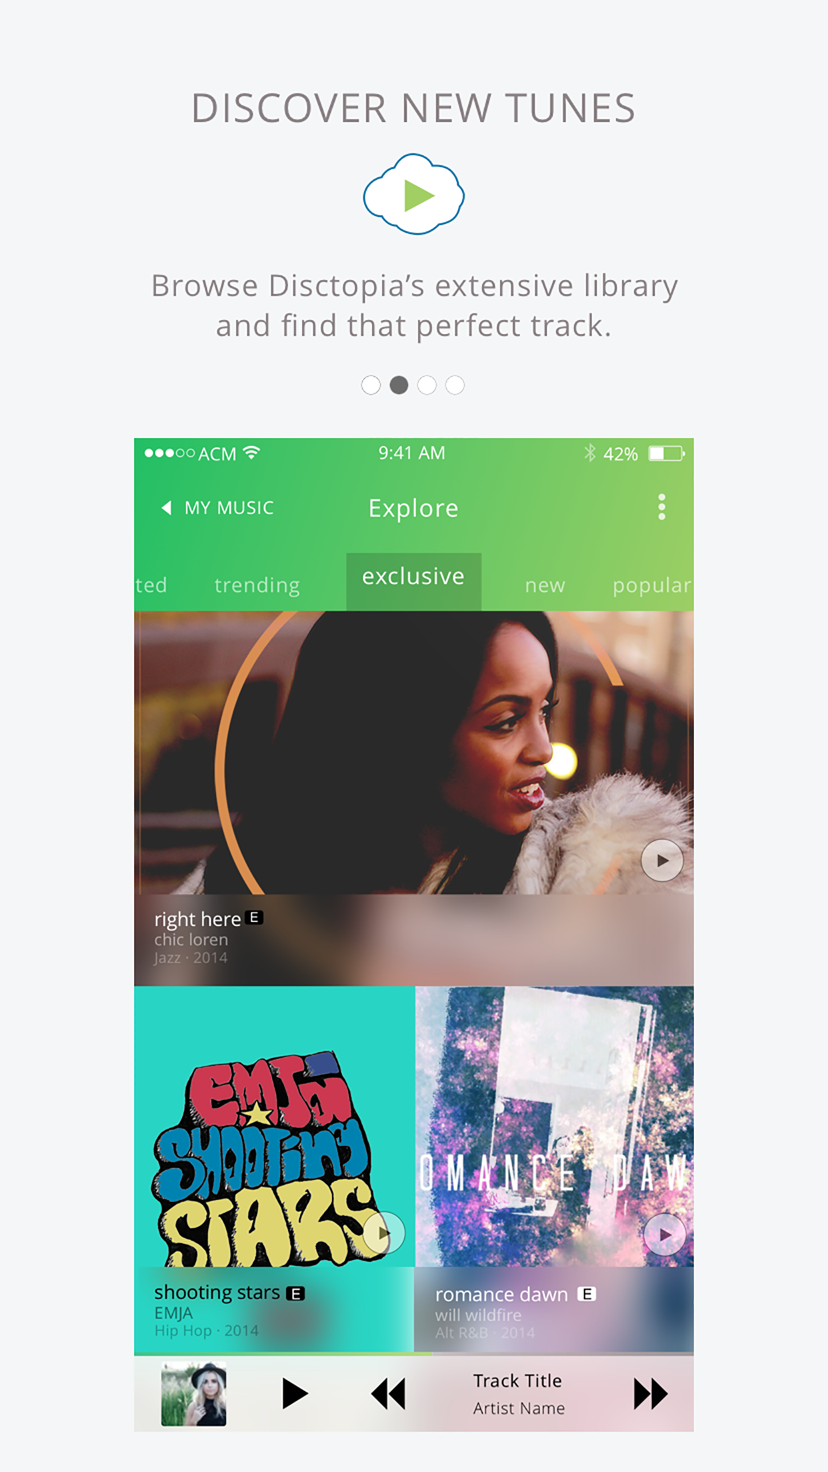 DISCOVER NEW TUNES
Browse Disctopia's extensive library
and find that perfect track.
ACM 9:41 AM 42%
MY MUSIC Explore
ted trending exclusive new popular
right here E
chic loren
Jazz · 2014
EMJa
SHOOTING
STARS
OMANCE DAW
shooting stars E
EMJA
Hip Hop · 2014
romance dawn E
will wildfire
Alt R&B · 2014
Track Title
Artist Name